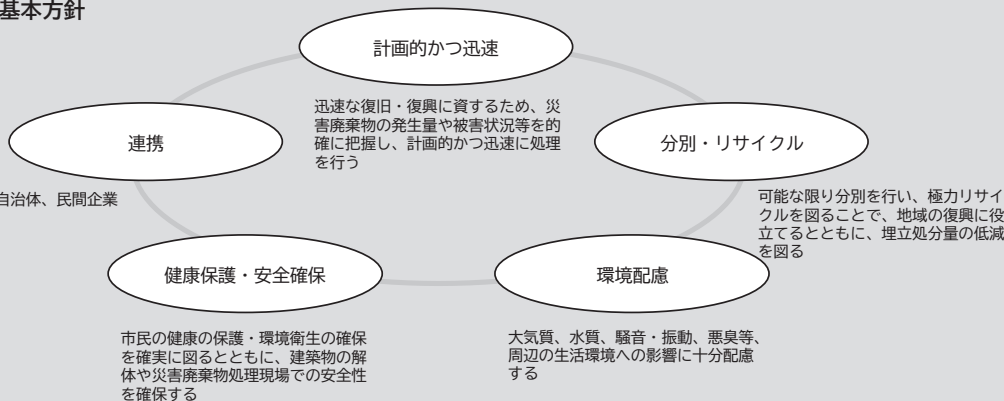 基本方針
計画的かつ迅速
迅速な復旧・復興に資するため、災
害廃棄物の発生量や被害状況等を的
確に把握し、計画的かつ迅速に処理
を行う
連携
自治体、民間企業
分別・リサイクル
可能な限り分別を行い、極力リサイ
クルを図ることで、地域の復興に役
立てるとともに、埋立処分量の低減
を図る
健康保護・安全確保
市民の健康の保護・環境衛生の確保
を確実に図るとともに、建築物の解
体や災害廃棄物処理現場での安全性
を確保する
環境配慮
大気質、水質、騒音・振動、悪臭等、
周辺の生活環境への影響に十分配慮
する